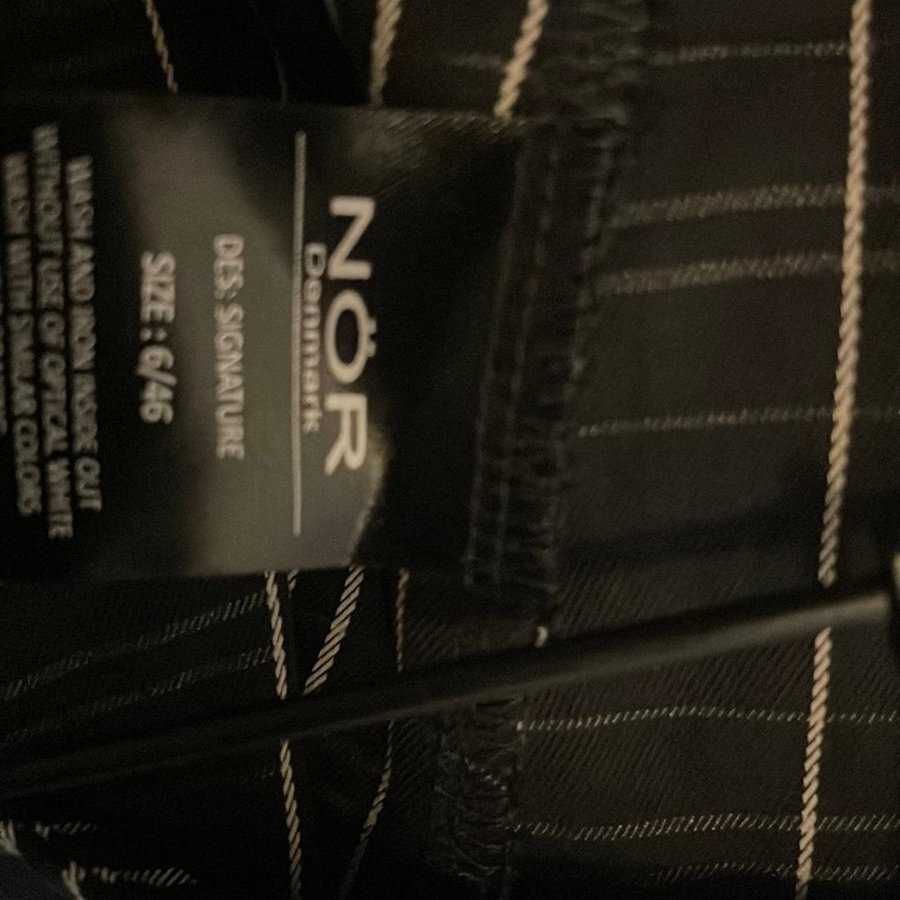 NÖR
Denmark
DES: SIGNATURE
SIZE : 6/46
WASH AND IRON INSIDE OUT
WITHOUT USE OF OPTICAL WHITE
WASH WITH SIMILAR COLORS